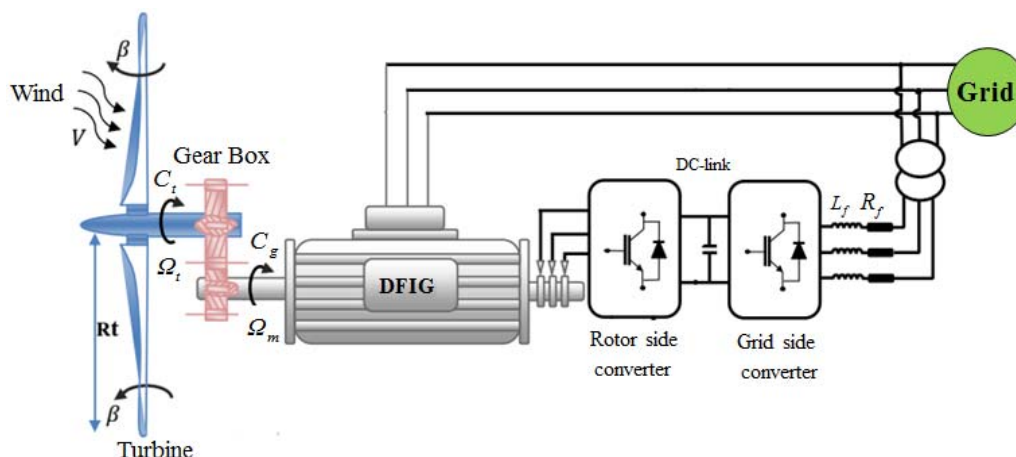 β
Wind
V
Gear Box
C_t
Ω_t
C_g
Ω_m
Rt
β
Turbine
DFIG
DC-link
L_f R_f
Rotor side
converter
Grid side
converter
Grid